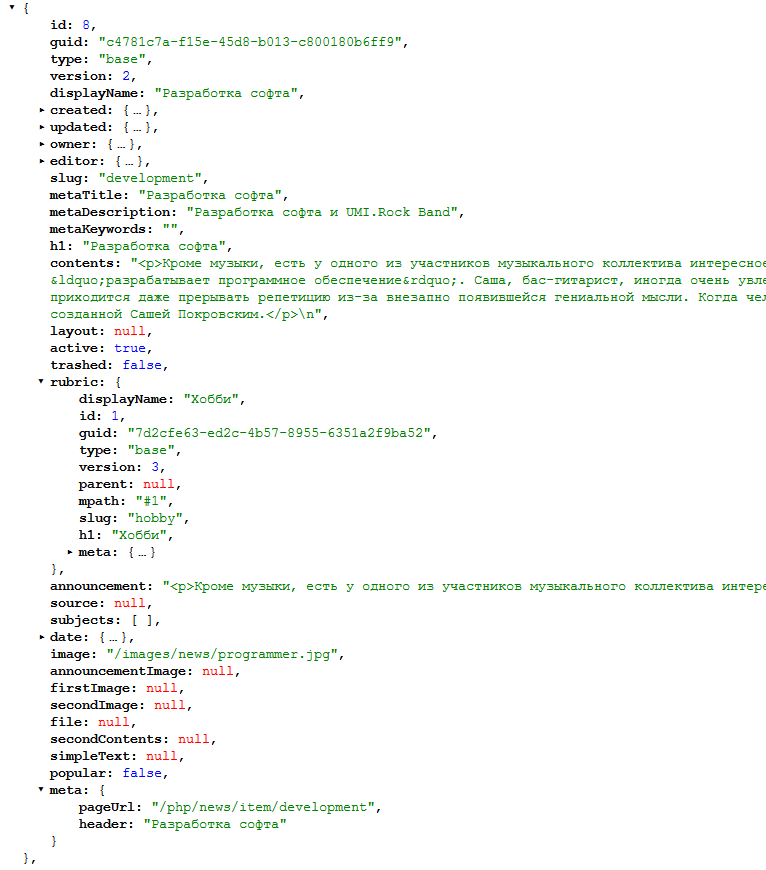 {
id: 8,
guid: "c4781c7a-f15e-45d8-b013-c800180b6ff9",
type: "base",
version: 2,
displayName: "Разработка софта",
created: {…},
updated: {…},
owner: {…},
editor: {…},
slug: "development",
metaTitle: "Разработка софта",
metaDescription: "Разработка софта и UMI.Rock Band",
metaKeywords: "",
h1: "Разработка софта",
contents: "<p>Кроме музыки, есть у одного из участников музыкального коллектива интересное
&ldquo;разрабатывает программное обеспечение&rdquo;. Саша, бас-гитарист, иногда очень увле
приходится даже прерывать репетицию из-за внезапно появившейся гениальной мысли. Когда чел
созданной Сашей Покровским.</p>\n",
layout: null,
active: true,
trashed: false,
rubric: {
displayName: "Хобби",
id: 1,
guid: "7d2cfe63-ed2c-4b57-8955-6351a2f9ba52",
type: "base",
version: 3,
parent: null,
mpath: "#1",
slug: "hobby",
h1: "Хобби",
meta: {…}
},
announcement: "<p>Кроме музыки, есть у одного из участников музыкального коллектива интере
source: null,
subjects: [ ],
date: {…},
image: "/images/news/programmer.jpg",
announcementImage: null,
firstImage: null,
secondImage: null,
file: null,
secondContents: null,
simpleText: null,
popular: false,
meta: {
pageUrl: "/php/news/item/development",
header: "Разработка софта"
}
},